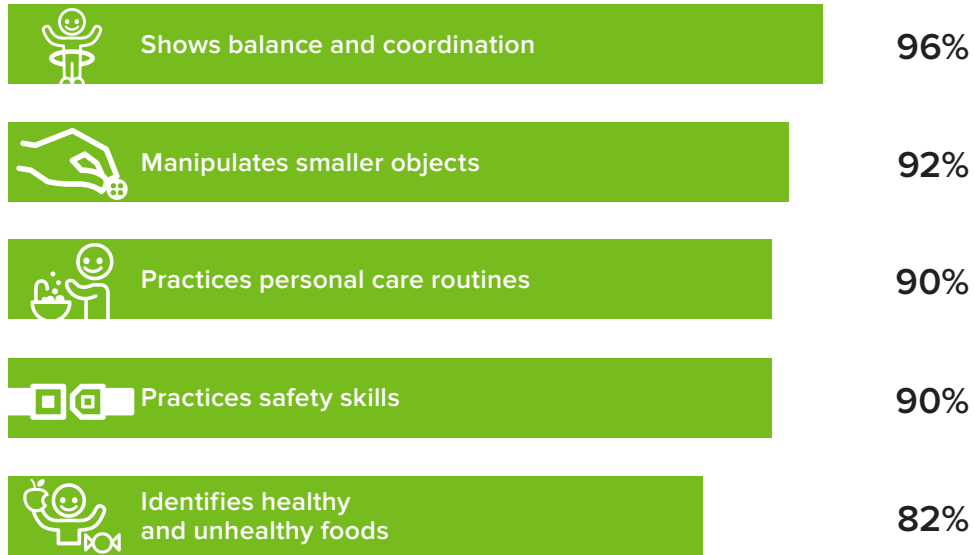 Shows balance and coordination
96%
Manipulates smaller objects
92%
Practices personal care routines
90%
Practices safety skills
90%
Identifies healthy
and unhealthy foods
82%